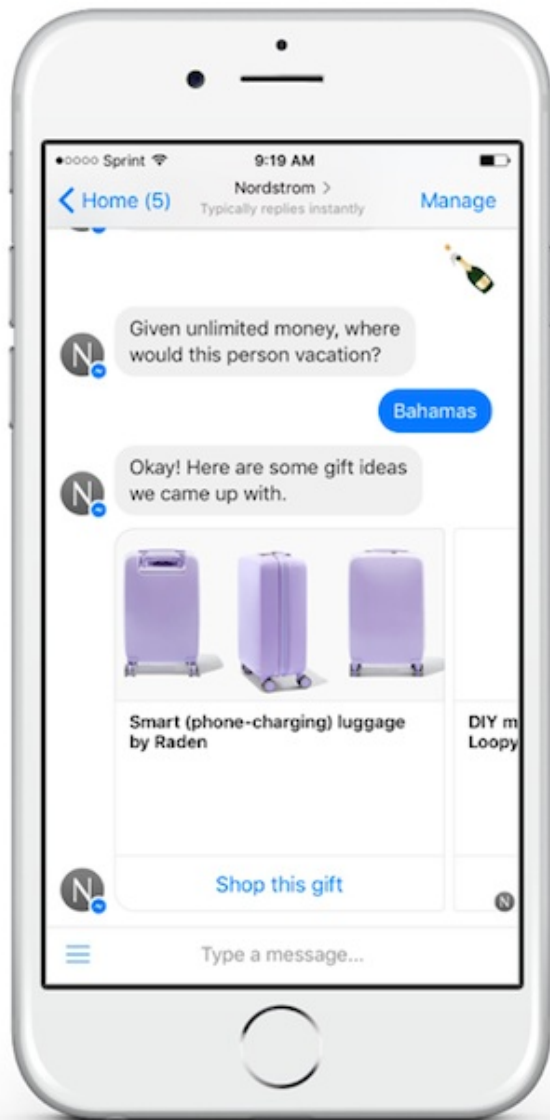 Sprint 9:19 AM
Home (5) Nordstrom > Manage
Typically replies instantly
Given unlimited money, where
would this person vacation?
N
Bahamas
Okay! Here are some gift ideas
we came up with.
N
Smart (phone-charging) luggage
by Raden
DIY m
Loopy
Shop this gift
N
N
Type a message...